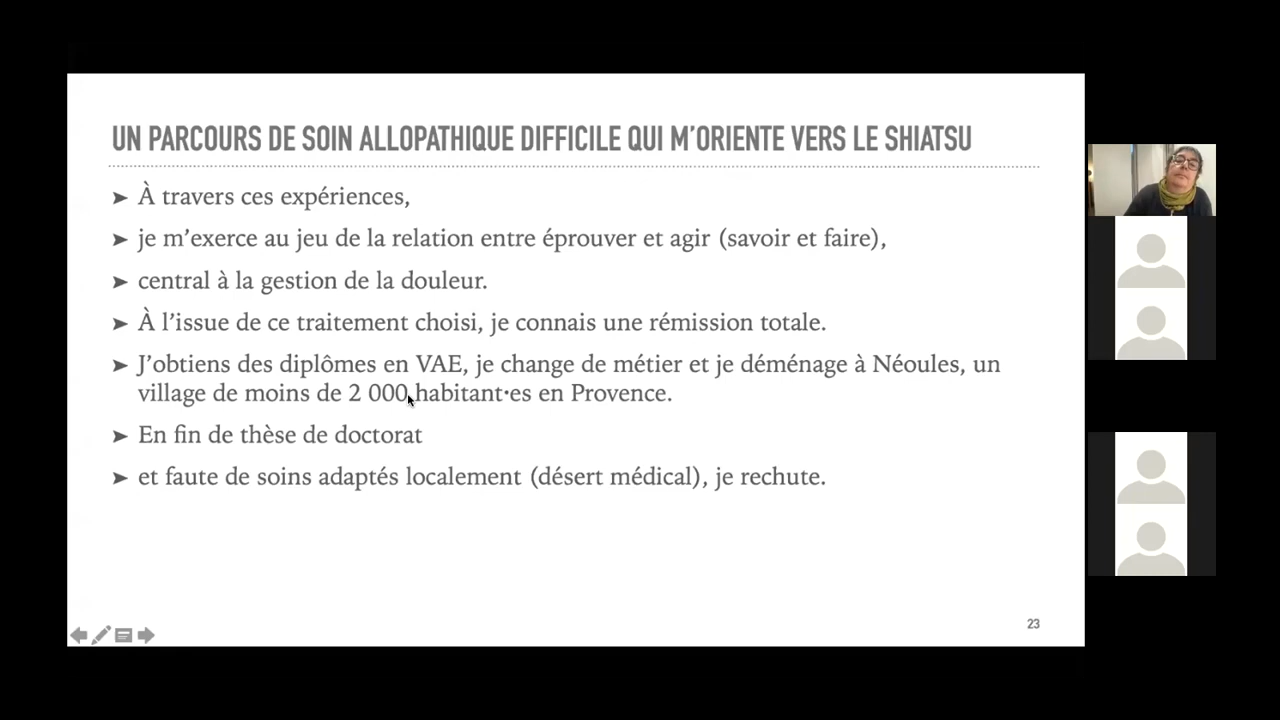 UN PARCOURS DE SOIN ALLOPATHIQUE DIFFICILE QUI M’ORIENTE VERS LE SHIATSU
➤ À travers ces expériences,
➤ je m’exerce au jeu de la relation entre éprouver et agir (savoir et faire),
➤ central à la gestion de la douleur.
➤ À l’issue de ce traitement choisi, je connais une rémission totale.
➤ J’obtiens des diplômes en VAE, je change de métier et je déménage à Néoules, un
village de moins de 2 000 habitant·es en Provence.
➤ En fin de thèse de doctorat
➤ et faute de soins adaptés localement (désert médical), je rechute.
23